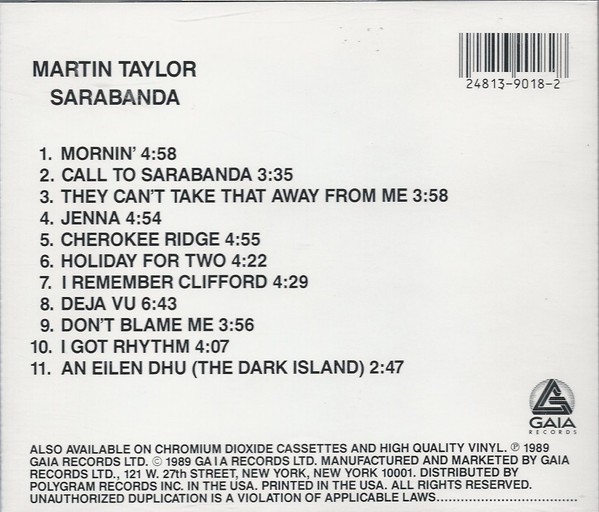 MARTIN TAYLOR
SARABANDA
24813-9018-2
1. MORNIN' 4:58
2. CALL TO SARABANDA 3:35
3. THEY CAN'T TAKE THAT AWAY FROM ME 3:58
4. JENNA 4:54
5. CHEROKEE RIDGE 4:55
6. HOLIDAY FOR TWO 4:22
7. I REMEMBER CLIFFORD 4:29
8. DEJA VU 6:43
9. DON'T BLAME ME 3:56
10. I GOT RHYTHM 4:07
11. AN EILEN DHU (THE DARK ISLAND) 2:47
GAIA
RECORDS
ALSO AVAILABLE ON CHROMIUM DIOXIDE CASSETTES AND HIGH QUALITY VINYL. ℗ 1989
GAIA RECORDS LTD. © 1989 GAIA RECORDS LTD. MANUFACTURED AND MARKETED BY GAIA
RECORDS LTD., 121 W. 27th STREET, NEW YORK, NEW YORK 10001. DISTRIBUTED BY
POLYGRAM RECORDS INC. IN THE USA. PRINTED IN THE USA. ALL RIGHTS RESERVED.
UNAUTHORIZED DUPLICATION IS A VIOLATION OF APPLICABLE LAWS..............................